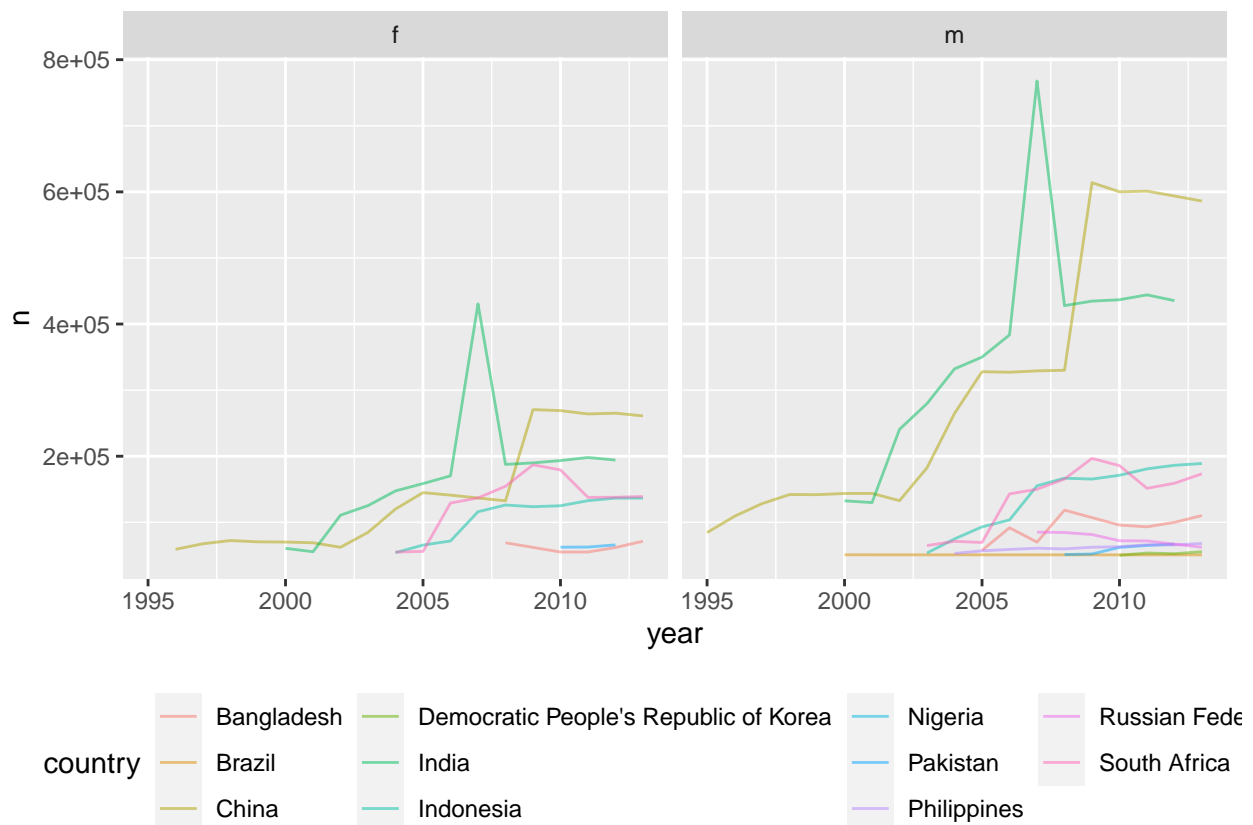 f m
8e+05
6e+05
4e+05
2e+05
n
1995 2000 2005 2010 1995 2000 2005 2010
year
Bangladesh Democratic People's Republic of Korea Nigeria Russian Fede
country Brazil India Pakistan South Africa
China Indonesia Philippines